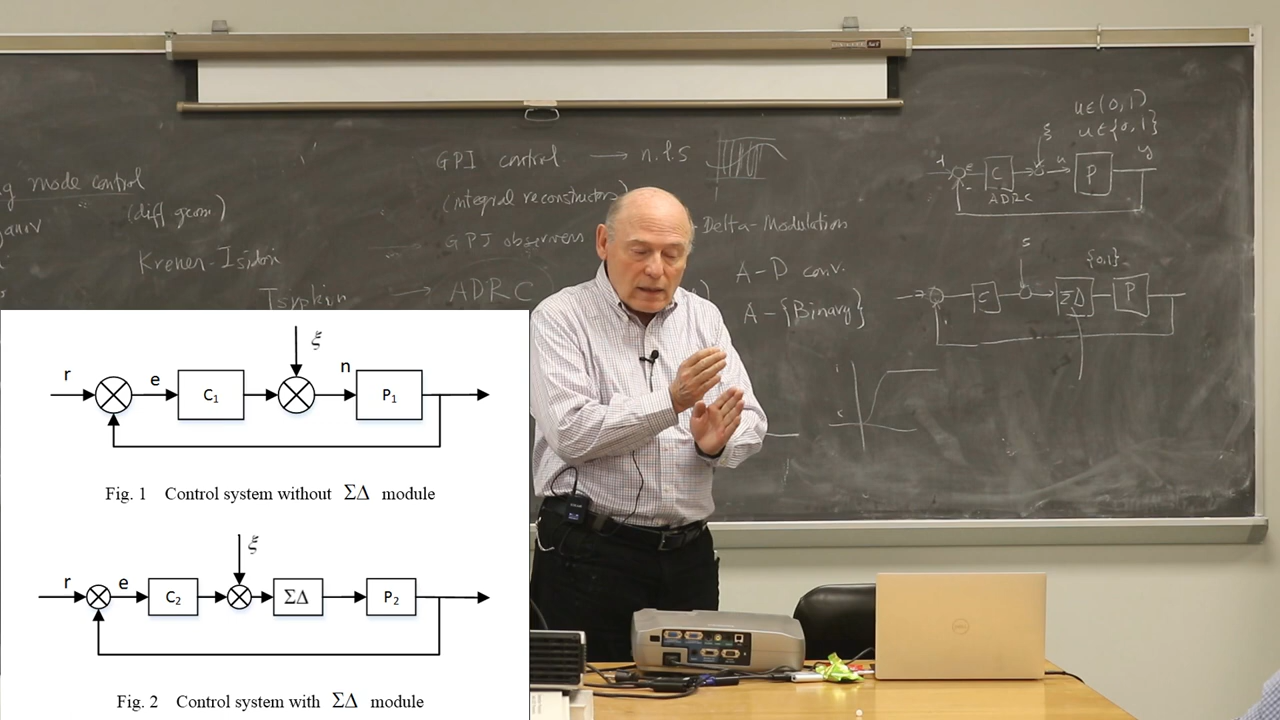 g mode control
(diff geom)
Krener-Isidori
Tsypkin
GPI control → n.l.s
(integral reconstructors)
GPI observers
→ ADRC
Delta-Modulation
A-D conv.
A-{Binary}
u∈(0,1)
u∈{0,1}
ξ
e
C
u
P
y
ADRC
{0,1}
C
ΣΔ
P
r
e
C₁
ξ
n
P₁
Fig. 1 Control system without ΣΔ module
r
e
C₂
ξ
ΣΔ
P₂
Fig. 2 Control system with ΣΔ module